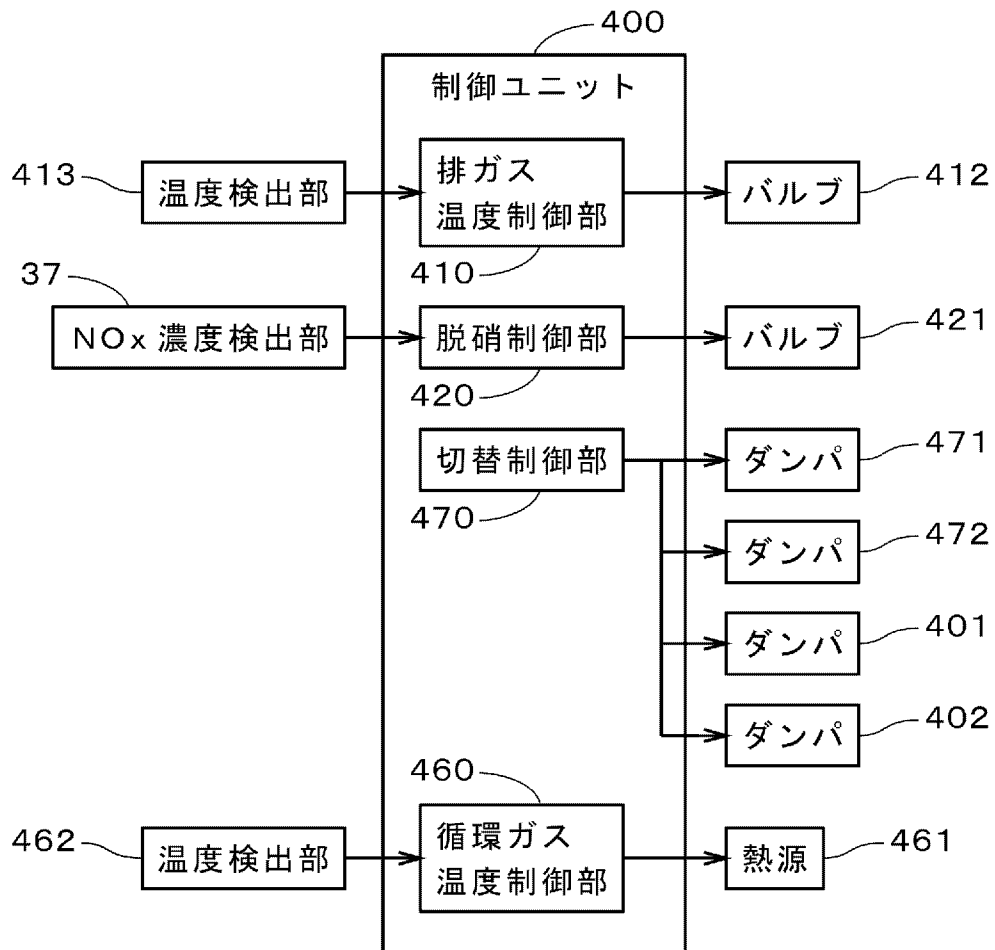 400
制御ユニット
413
温度検出部
排ガス
温度制御部
410
バルブ
412
37
NOx濃度検出部
脱硝制御部
420
バルブ
421
切替制御部
470
ダンパ
471
ダンパ
472
ダンパ
401
ダンパ
402
460
462
温度検出部
循環ガス
温度制御部
熱源
461